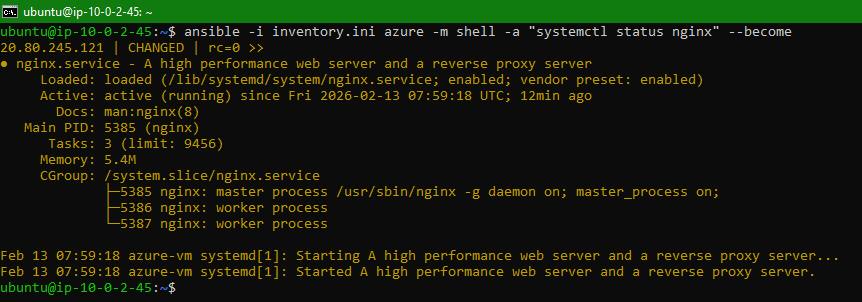 ubuntu@ip-10-0-2-45: ~
ubuntu@ip-10-0-2-45:~$ ansible -i inventory.ini azure -m shell -a "systemctl status nginx" --become
20.80.245.121 | CHANGED | rc=0 >>
● nginx.service - A high performance web server and a reverse proxy server
Loaded: loaded (/lib/systemd/system/nginx.service; enabled; vendor preset: enabled)
Active: active (running) since Fri 2026-02-13 07:59:18 UTC; 12min ago
Docs: man:nginx(8)
Main PID: 5385 (nginx)
Tasks: 3 (limit: 9456)
Memory: 5.4M
CGroup: /system.slice/nginx.service
├─5385 nginx: master process /usr/sbin/nginx -g daemon on; master_process on;
├─5386 nginx: worker process
└─5387 nginx: worker process
Feb 13 07:59:18 azure-vm systemd[1]: Starting A high performance web server and a reverse proxy server...
Feb 13 07:59:18 azure-vm systemd[1]: Started A high performance web server and a reverse proxy server.
ubuntu@ip-10-0-2-45:~$